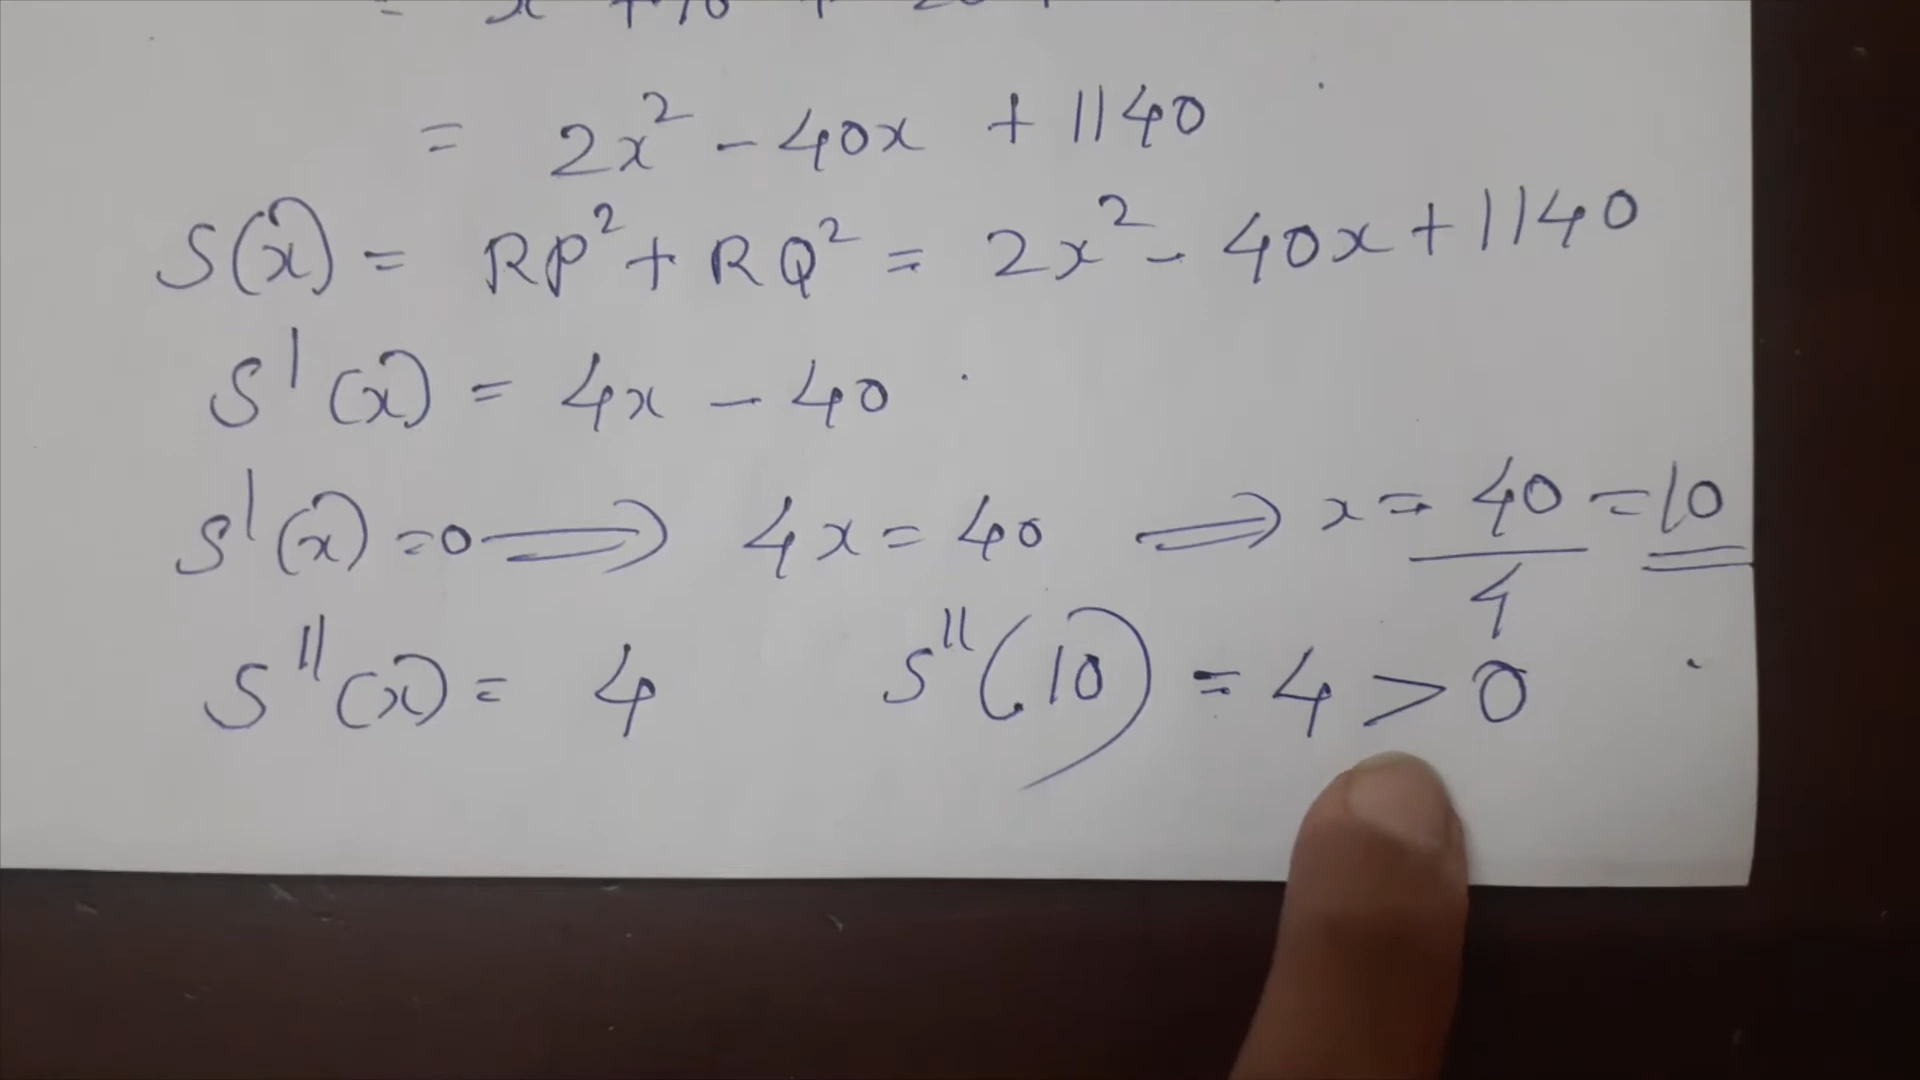 = 2x² - 40x + 1140
S(x) = RP² + RQ² = 2x² - 40x + 1140
S'(x) = 4x - 40
S'(x) = 0 ⟹ 4x = 40 ⟹ x = 40/4 = 10
S''(x) = 4 S''(10) = 4 > 0